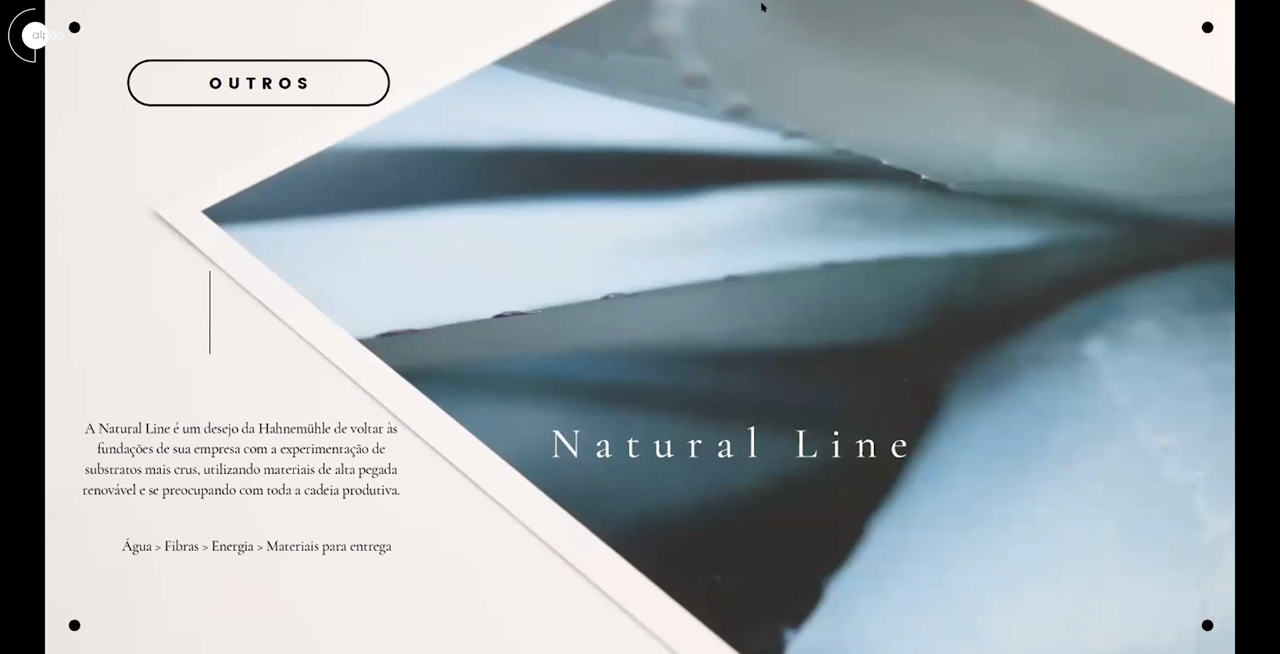 OUTROS
A Natural Line é um desejo da Hahnemühle de voltar às
fundações de sua empresa com a experimentação de
substratos mais crus, utilizando materiais de alta pegada
renovável e se preocupando com toda a cadeia produtiva.
Água > Fibras > Energia > Materiais para entrega
Natural Line